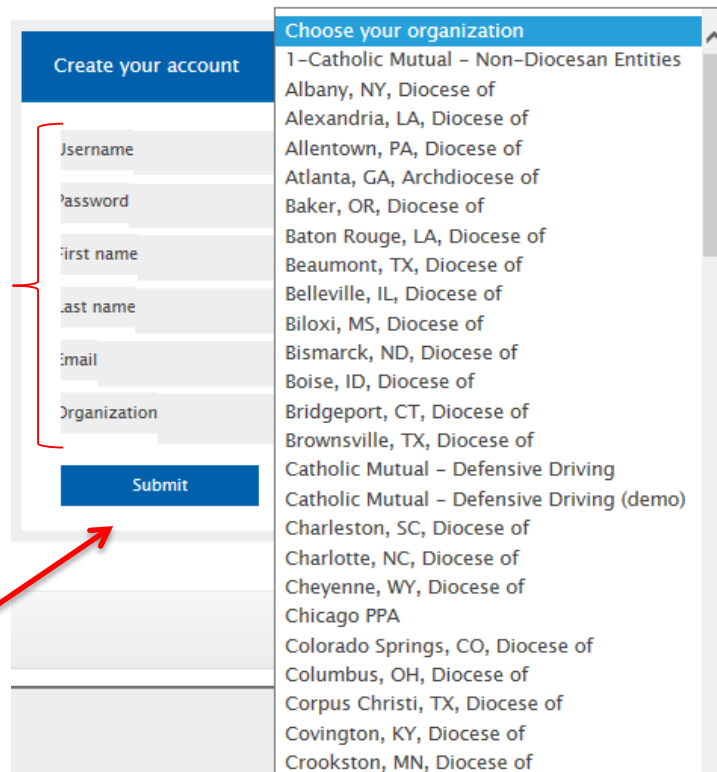 Create your account
Username
Password
First name
Last name
Email
Organization
Submit
Choose your organization
1-Catholic Mutual - Non-Diocesan Entities
Albany, NY, Diocese of
Alexandria, LA, Diocese of
Allentown, PA, Diocese of
Atlanta, GA, Archdiocese of
Baker, OR, Diocese of
Baton Rouge, LA, Diocese of
Beaumont, TX, Diocese of
Belleville, IL, Diocese of
Biloxi, MS, Diocese of
Bismarck, ND, Diocese of
Boise, ID, Diocese of
Bridgeport, CT, Diocese of
Brownsville, TX, Diocese of
Catholic Mutual - Defensive Driving
Catholic Mutual - Defensive Driving (demo)
Charleston, SC, Diocese of
Charlotte, NC, Diocese of
Cheyenne, WY, Diocese of
Chicago PPA
Colorado Springs, CO, Diocese of
Columbus, OH, Diocese of
Corpus Christi, TX, Diocese of
Covington, KY, Diocese of
Crookston, MN, Diocese of